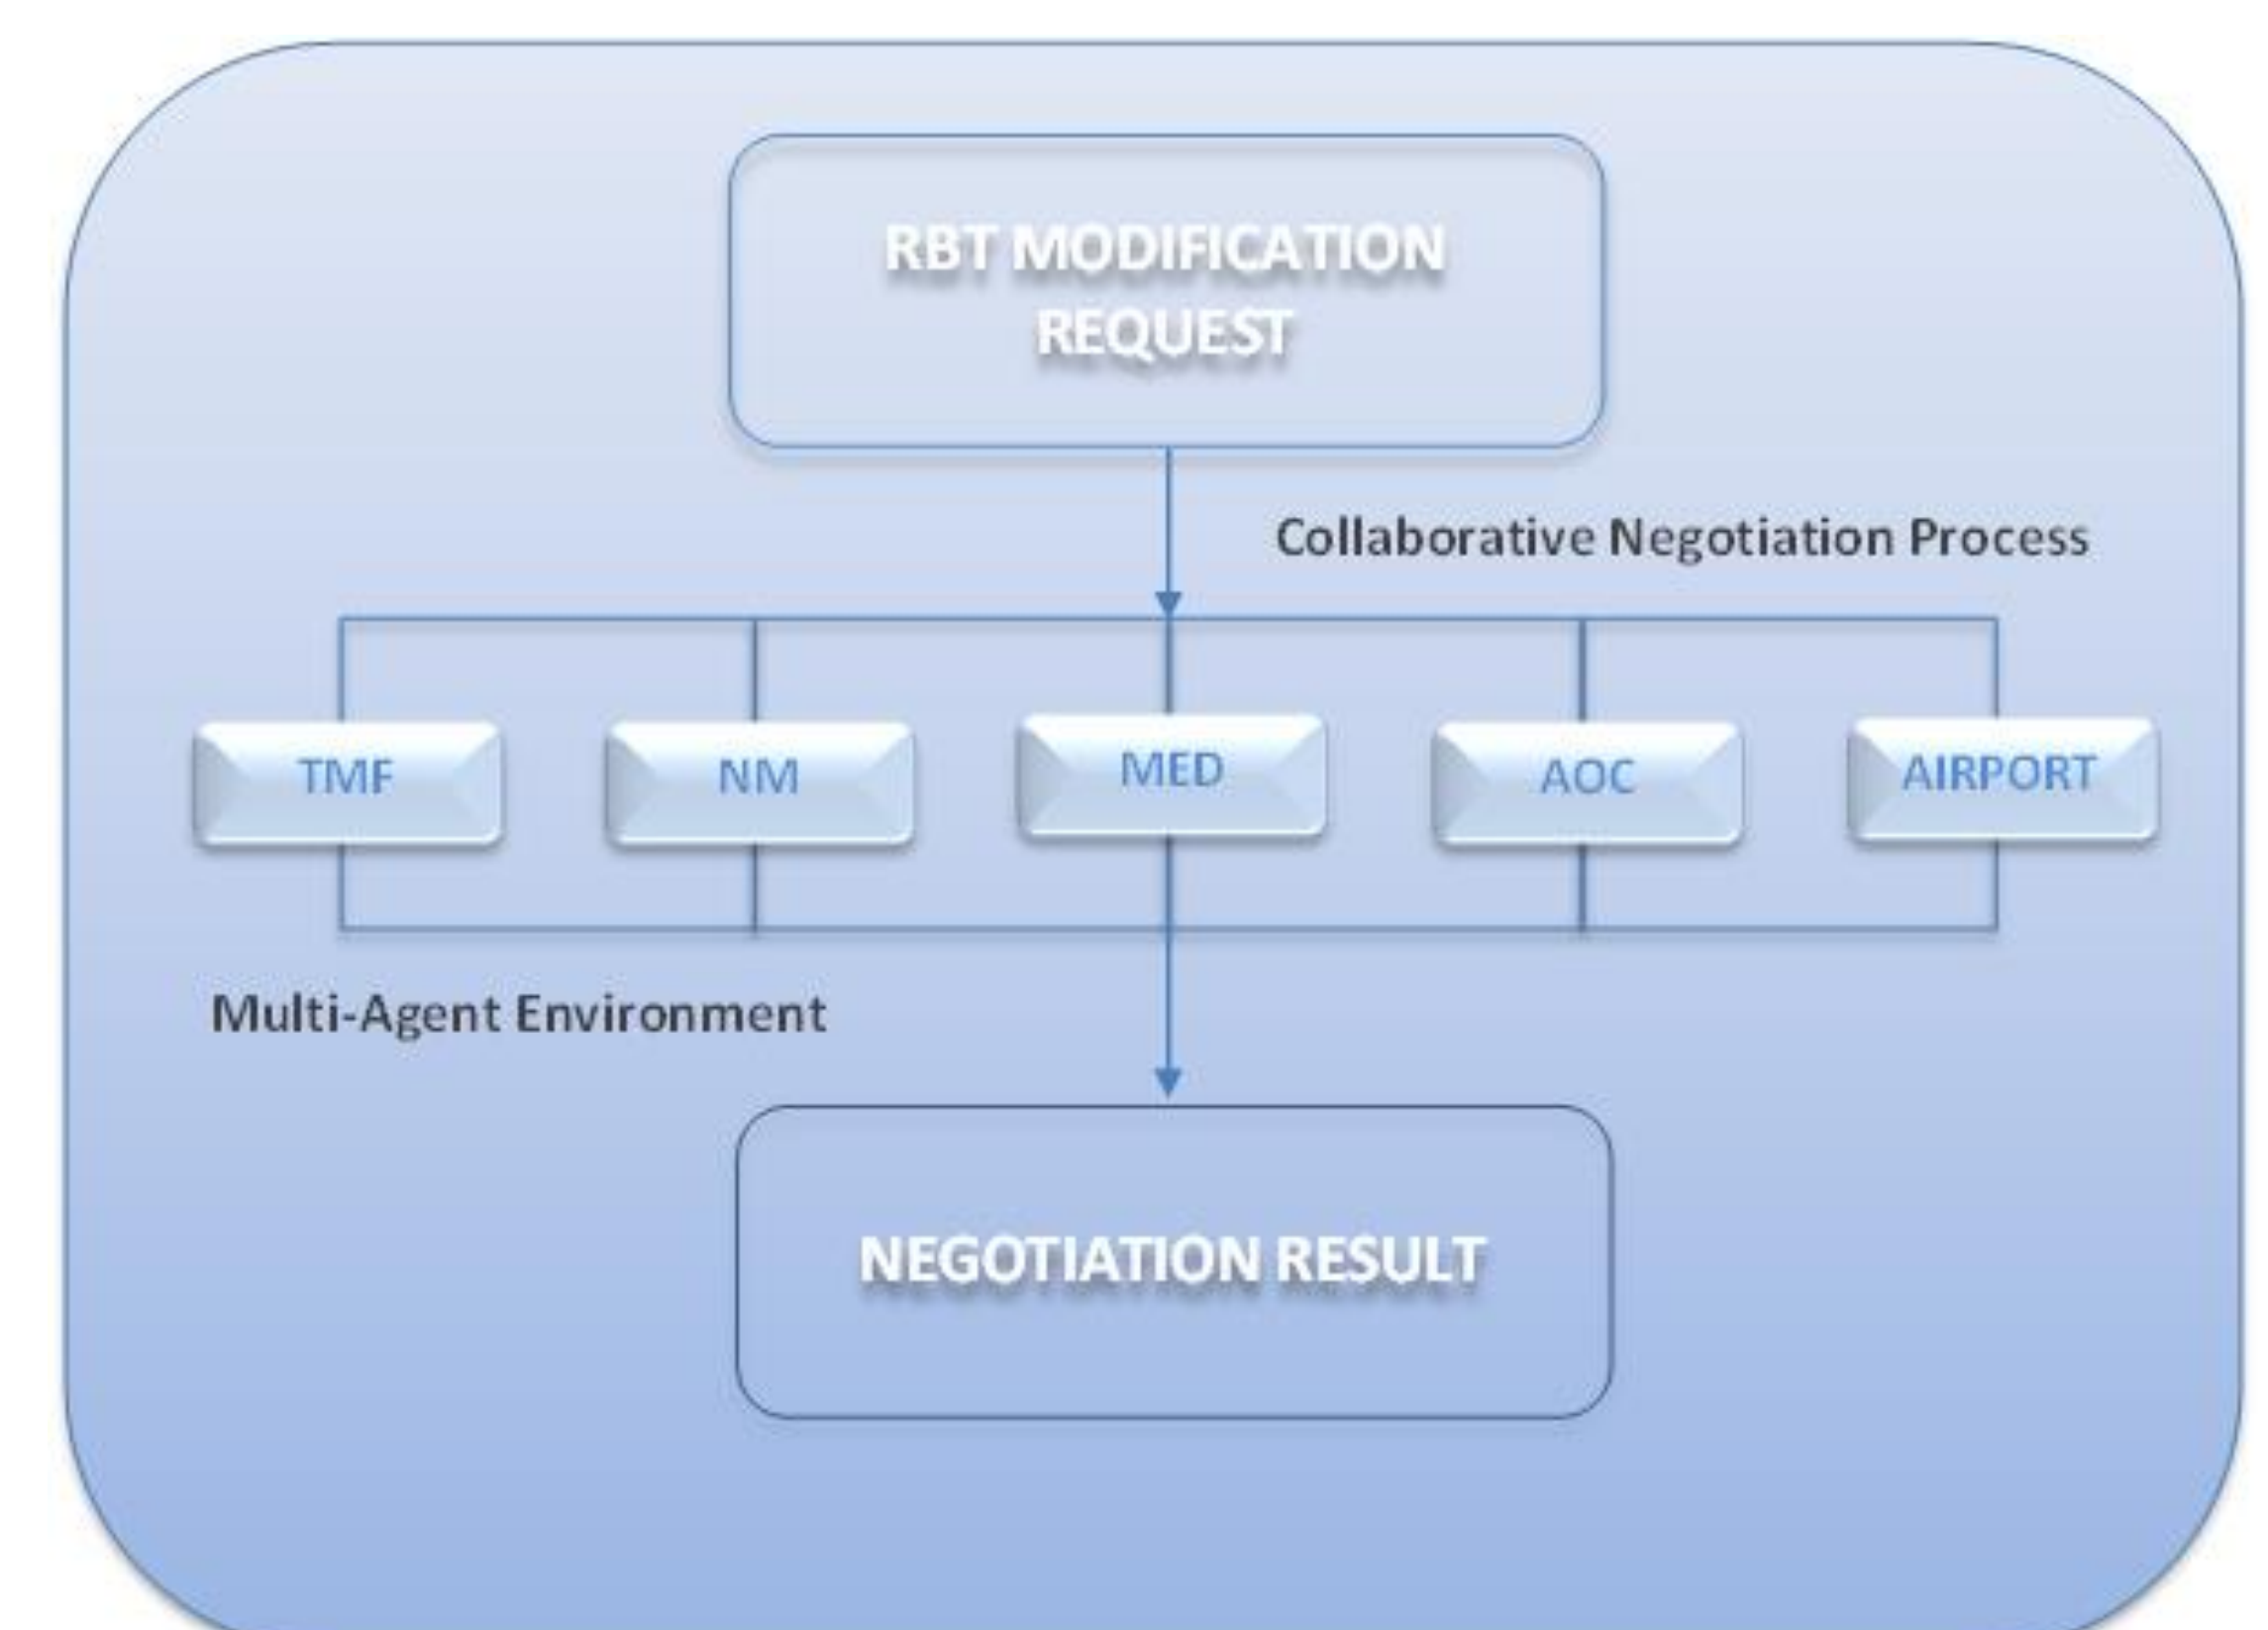 RBT MODIFICATION
REQUEST
Collaborative Negotiation Process
TMF
NM
MED
AOC
AIRPORT
Multi-Agent Environment
NEGOTIATION RESULT